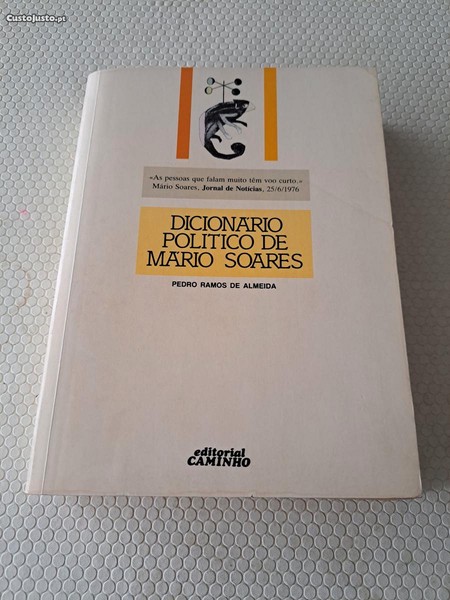 CustoJusto.pt
«As pessoas que falam muito têm voo curto.»
Mário Soares, Jornal de Notícias, 25/6/1976
DICIONÁRIO
POLÍTICO DE
MÁRIO SOARES
PEDRO RAMOS DE ALMEIDA
editorial
CAMINHO